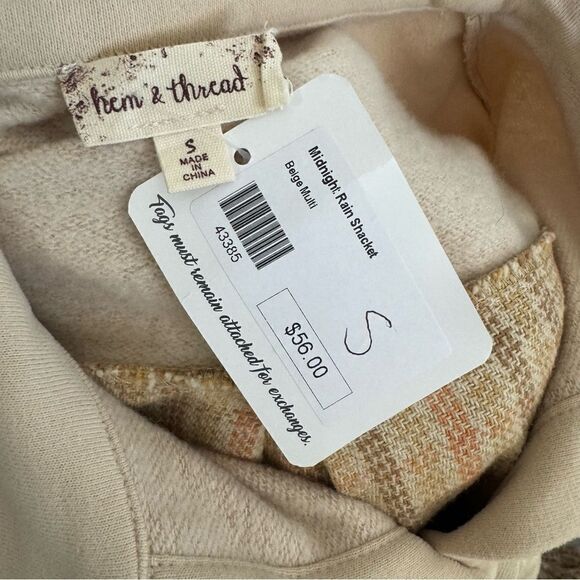 hem & thread
S
MADE
IN
CHINA
Midnight Rain Shacket
Beige Multi
43385
$56.00
S
Tags must remain attached for exchanges.